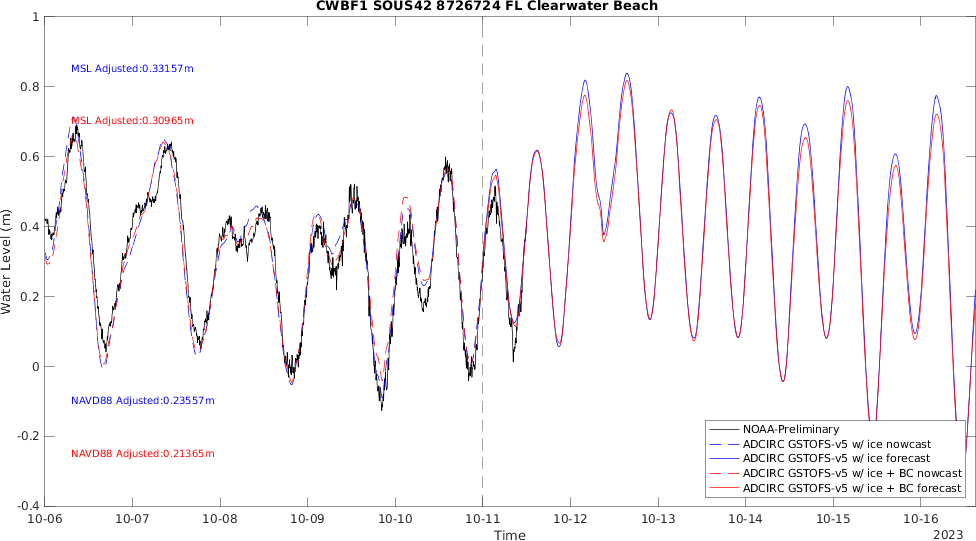 CWBF1 SOUS42 8726724 FL Clearwater Beach
1
0.8
0.6
0.4
0.2
0
-0.2
-0.4
Water Level (m)
MSL Adjusted:0.33157m
MSL Adjusted:0.30965m
NAVD88 Adjusted:0.23557m
NAVD88 Adjusted:0.21365m
NOAA-Preliminary
ADCIRC GSTOFS-v5 w/ ice nowcast
ADCIRC GSTOFS-v5 w/ ice forecast
ADCIRC GSTOFS-v5 w/ ice + BC nowcast
ADCIRC GSTOFS-v5 w/ ice + BC forecast
10-06 10-07 10-08 10-09 10-10 10-11 10-12 10-13 10-14 10-15 10-16
Time
2023